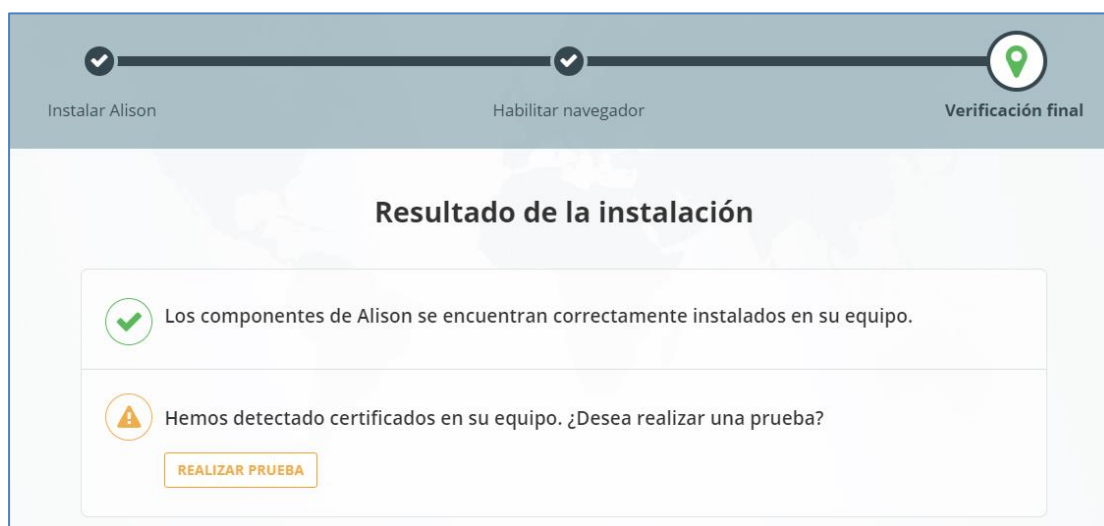 Instalar Alison
Habilitar navegador
Verificación final
Resultado de la instalación
Los componentes de Alison se encuentran correctamente instalados en su equipo.
Hemos detectado certificados en su equipo. ¿Desea realizar una prueba?
REALIZAR PRUEBA